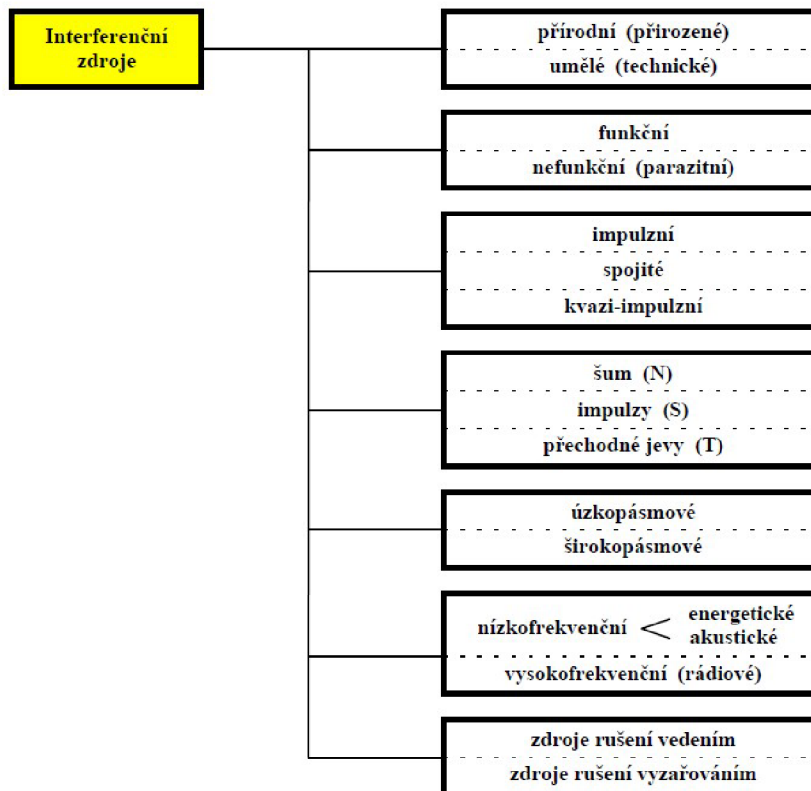 Interferenční
zdroje
přírodní (přirozené)
umělé (technické)
funkční
nefunkční (parazitní)
impulzní
spojité
kvazi-impulzní
šum (N)
impulzy (S)
přechodné jevy (T)
úzkopásmové
širokopásmové
nízkofrekvenční < energetické
akustické
vysokofrekvenční (rádiové)
zdroje rušení vedením
zdroje rušení vyzařováním